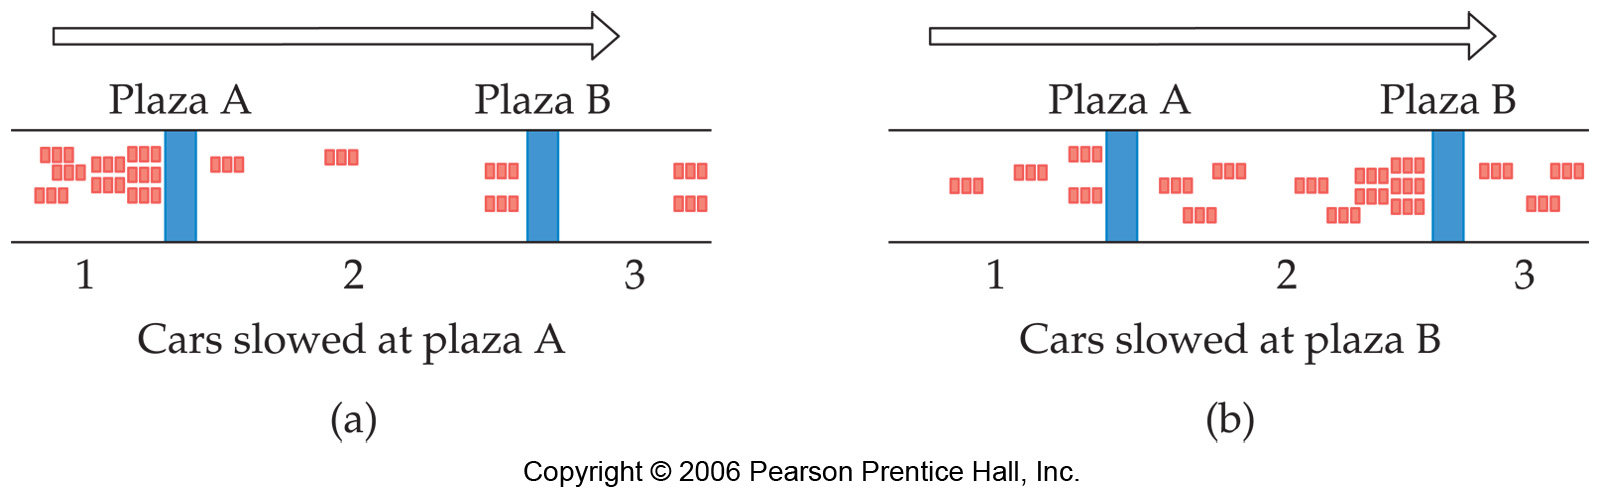 Plaza A
Plaza B
1
2
3
Cars slowed at plaza A
(a)
Plaza A
Plaza B
1
2
3
Cars slowed at plaza B
(b)
Copyright © 2006 Pearson Prentice Hall, Inc.